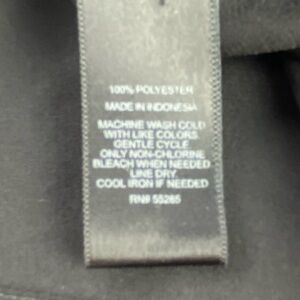 100% POLYESTER
MADE IN INDONESIA
MACHINE WASH COLD
WITH LIKE COLORS.
GENTLE CYCLE.
ONLY NON-CHLORINE
BLEACH WHEN NEEDED.
LINE DRY.
COOL IRON IF NEEDED
RN# 55285